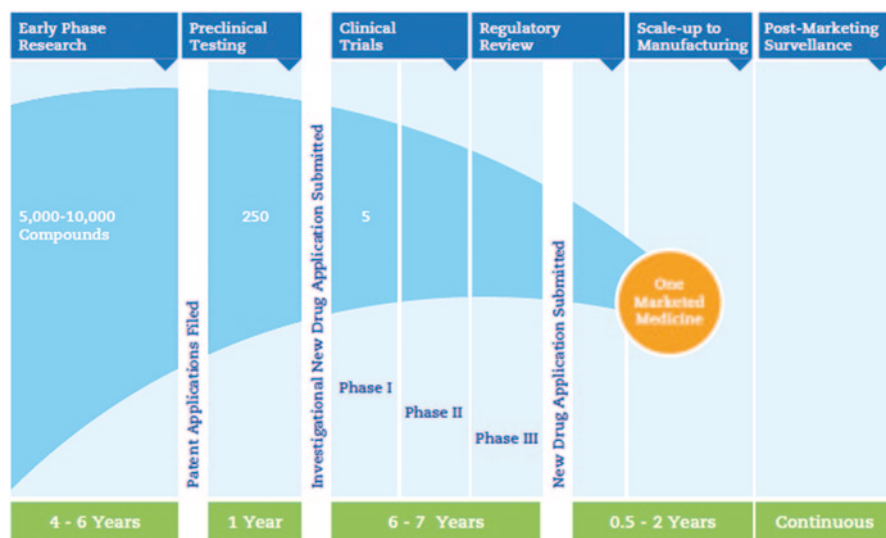 Early Phase
Research
Preclinical
Testing
Clinical
Trials
Regulatory
Review
Scale-up to
Manufacturing
Post-Marketing
Survellance
5,000-10,000
Compounds
Patent Applications Filed
250
Investigational New Drug Application Submitted
5
Phase I
Phase II
Phase III
New Drug Application Submitted
One
Marketed
Medicine
4 - 6 Years
1 Year
6 - 7 Years
0.5 - 2 Years
Continuous